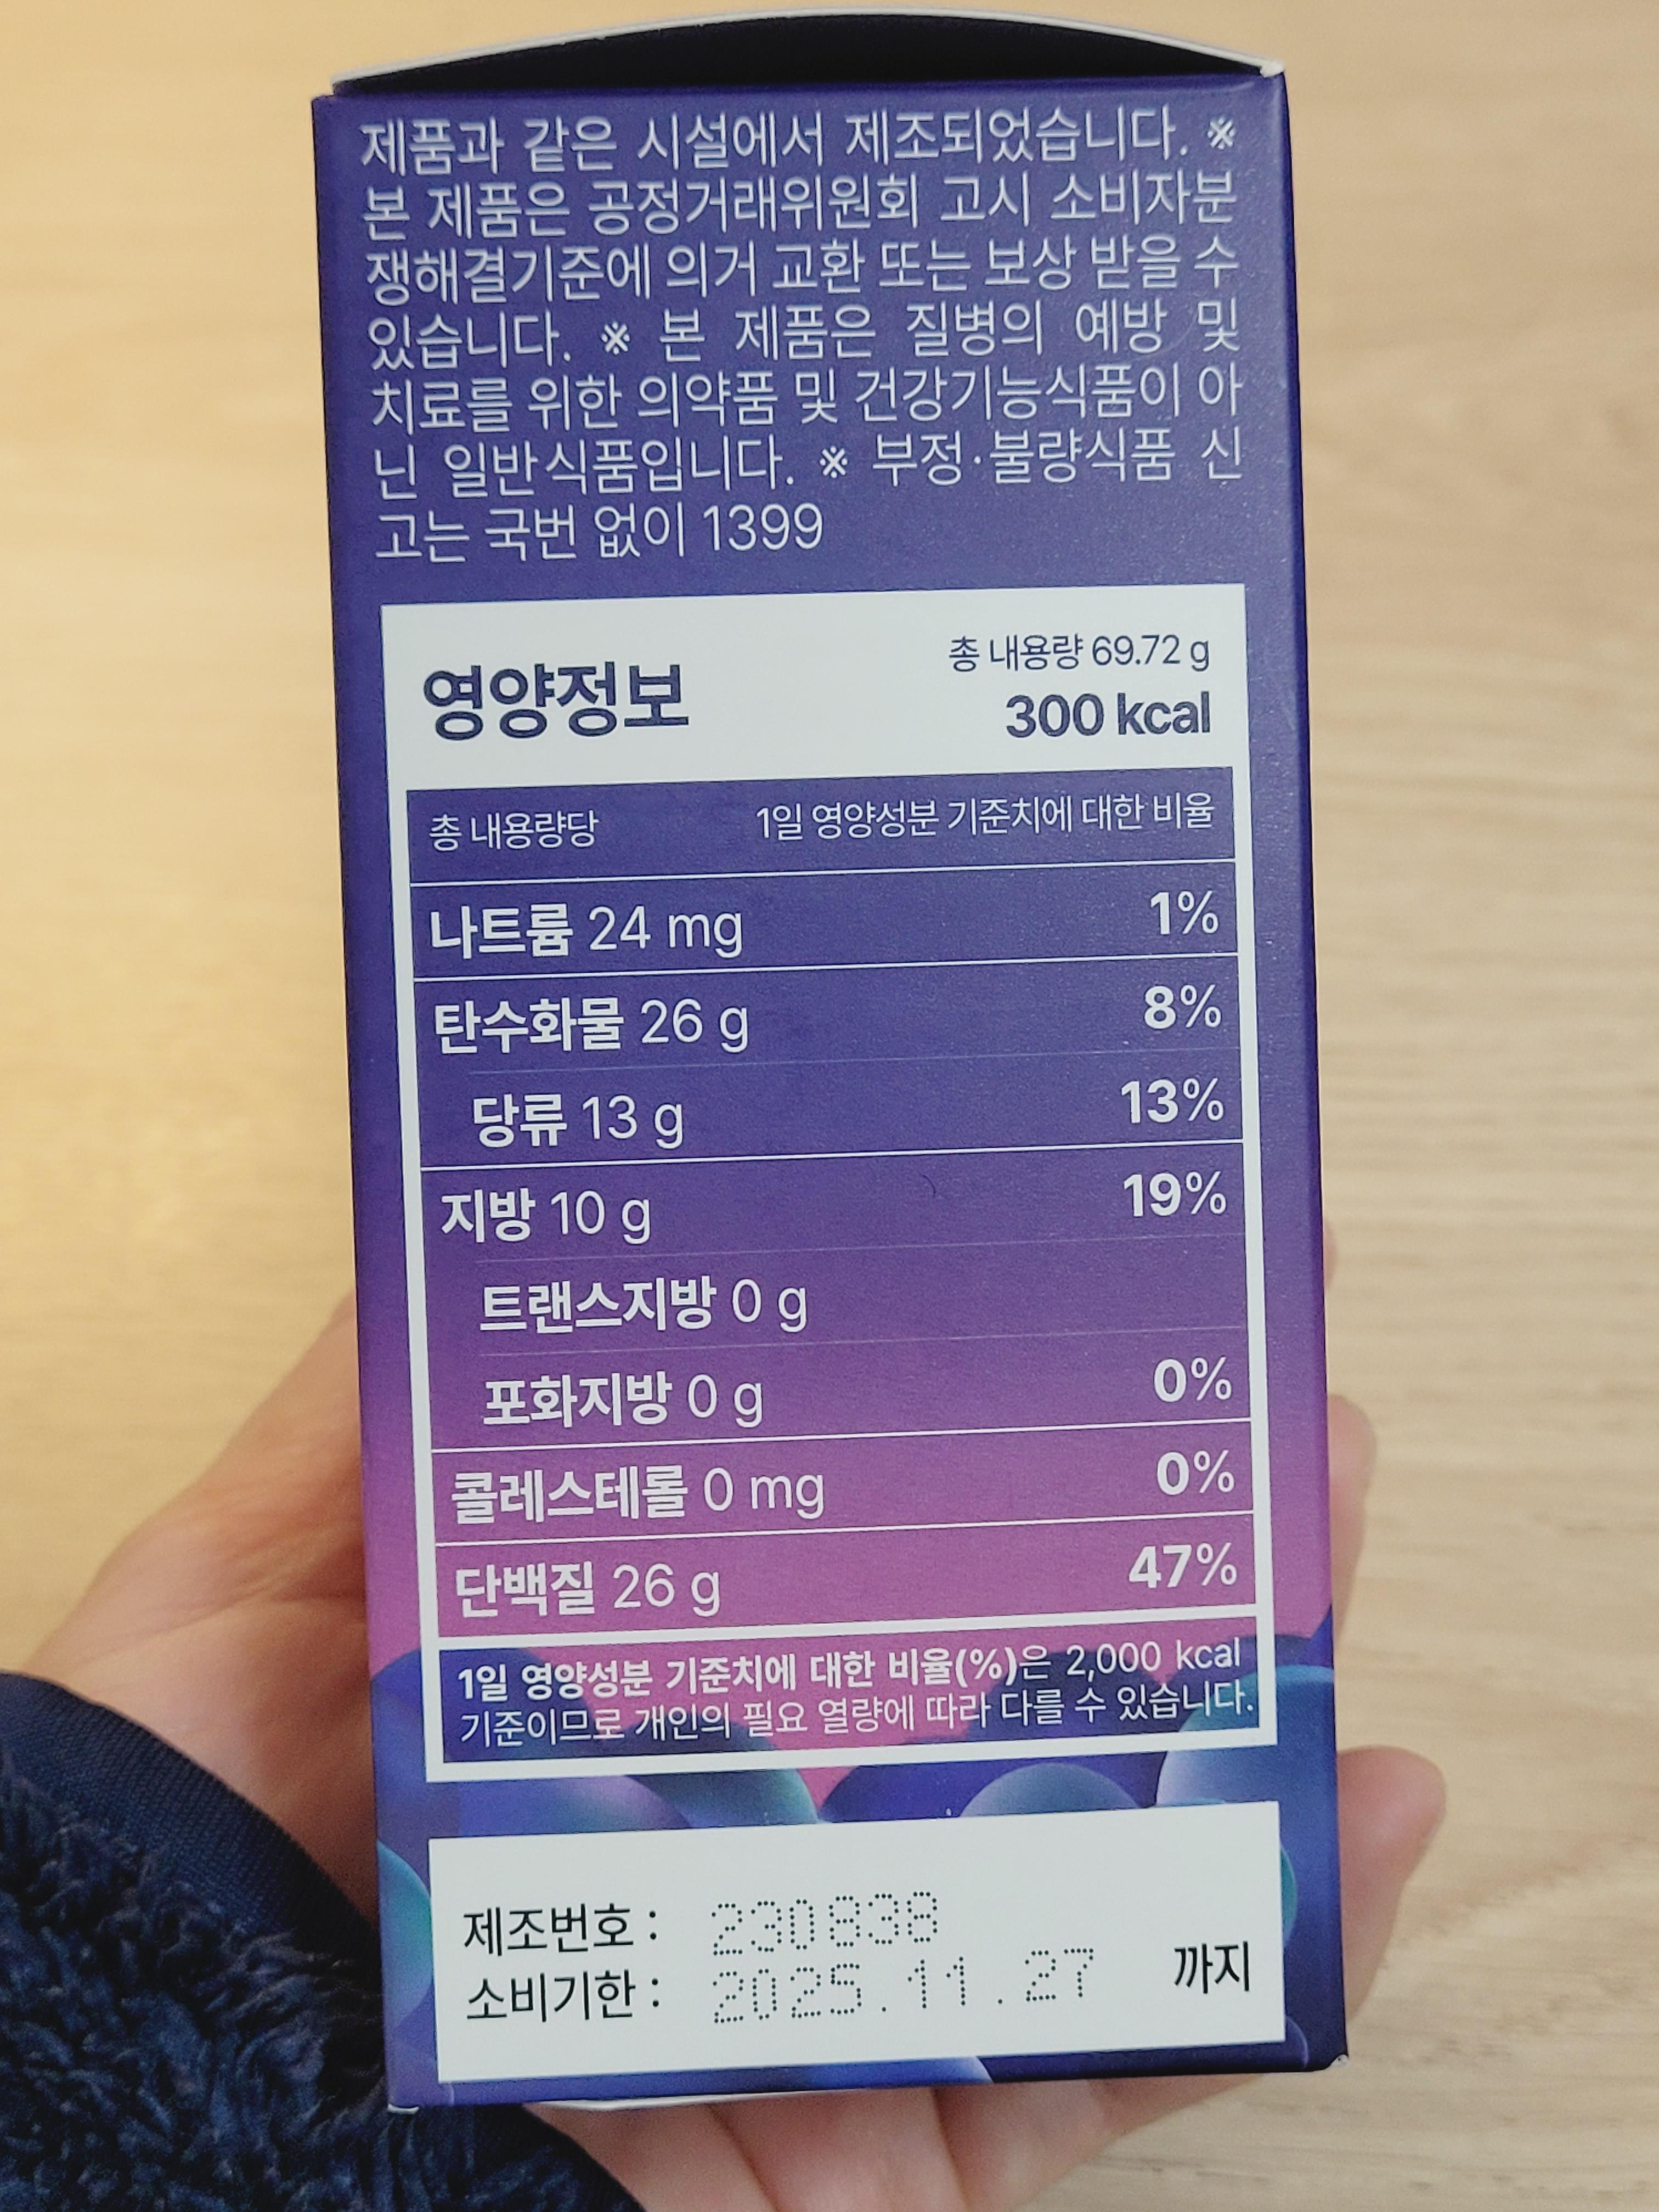 제품과 같은 시설에서 제조되었습니다. ※
본 제품은 공정거래위원회 고시 소비자분
쟁해결기준에 의거 교환 또는 보상 받을 수
있습니다. ※ 본 제품은 질병의 예방 및
치료를 위한 의약품 및 건강기능식품이 아
닌 일반식품입니다. ※ 부정·불량식품 신
고는 국번 없이 1399
영양정보
총 내용량 69.72 g
300 kcal
총 내용량당 1일 영양성분 기준치에 대한 비율
나트륨 24 mg 1%
탄수화물 26 g 8%
당류 13 g 13%
지방 10 g 19%
트랜스지방 0 g
포화지방 0 g 0%
콜레스테롤 0 mg 0%
단백질 26 g 47%
1일 영양성분 기준치에 대한 비율(%)은 2,000 kcal
기준이므로 개인의 필요 열량에 따라 다를 수 있습니다.
제조번호 : 230838
소비기한 : 2025.11.27 까지